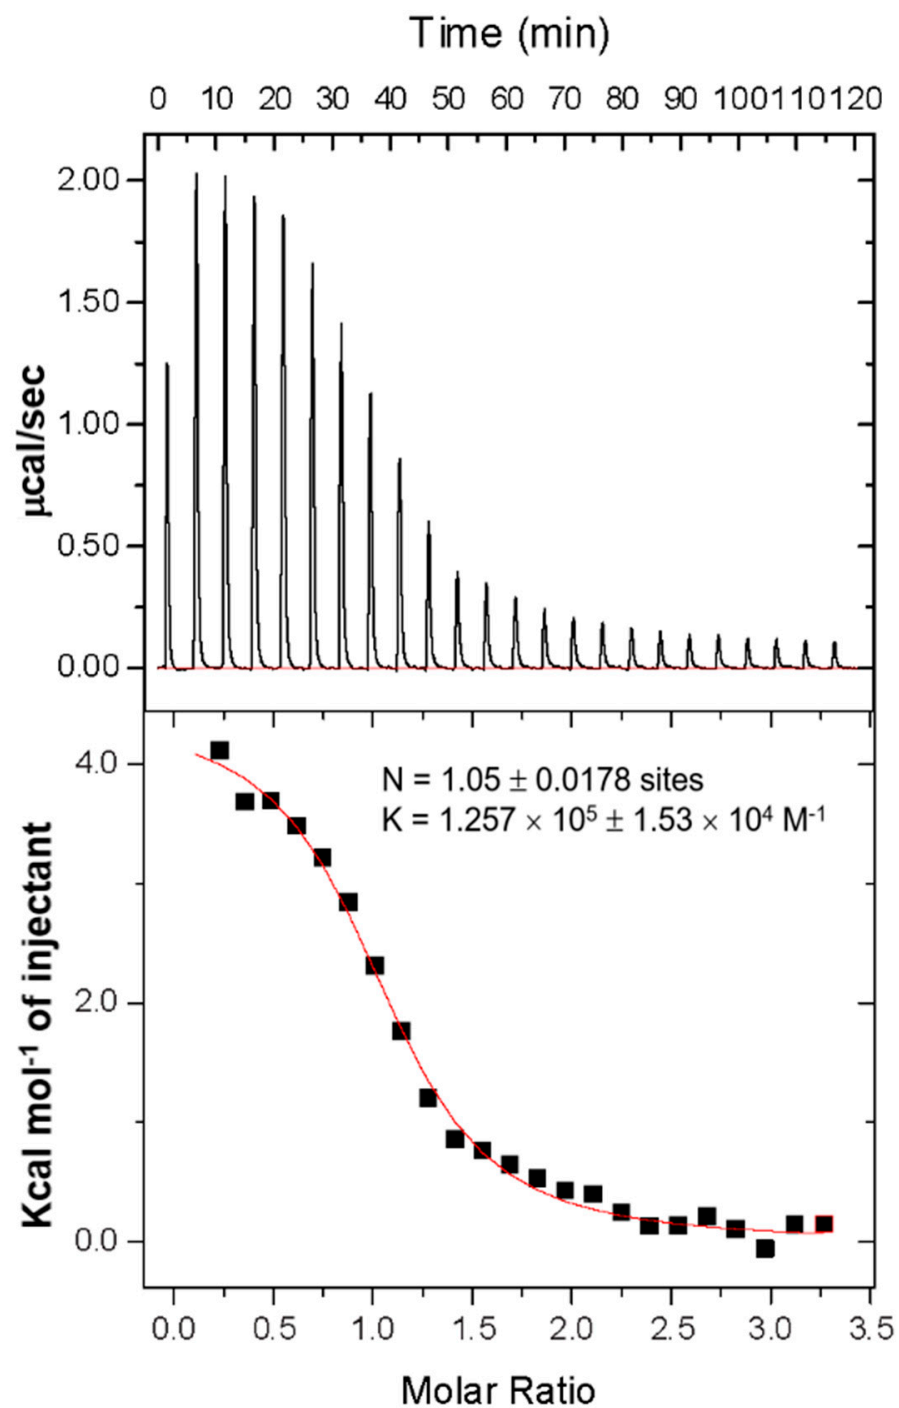 Time (min)
0 10 20 30 40 50 60 70 80 90 100 110 120
2.00
1.50
1.00
0.50
0.00
μcal/sec
N = 1.05 ± 0.0178 sites
K = 1.257 × 10⁵ ± 1.53 × 10⁴ M⁻¹
4.0
2.0
0.0
Kcal mol⁻¹ of injectant
0.0 0.5 1.0 1.5 2.0 2.5 3.0 3.5
Molar Ratio